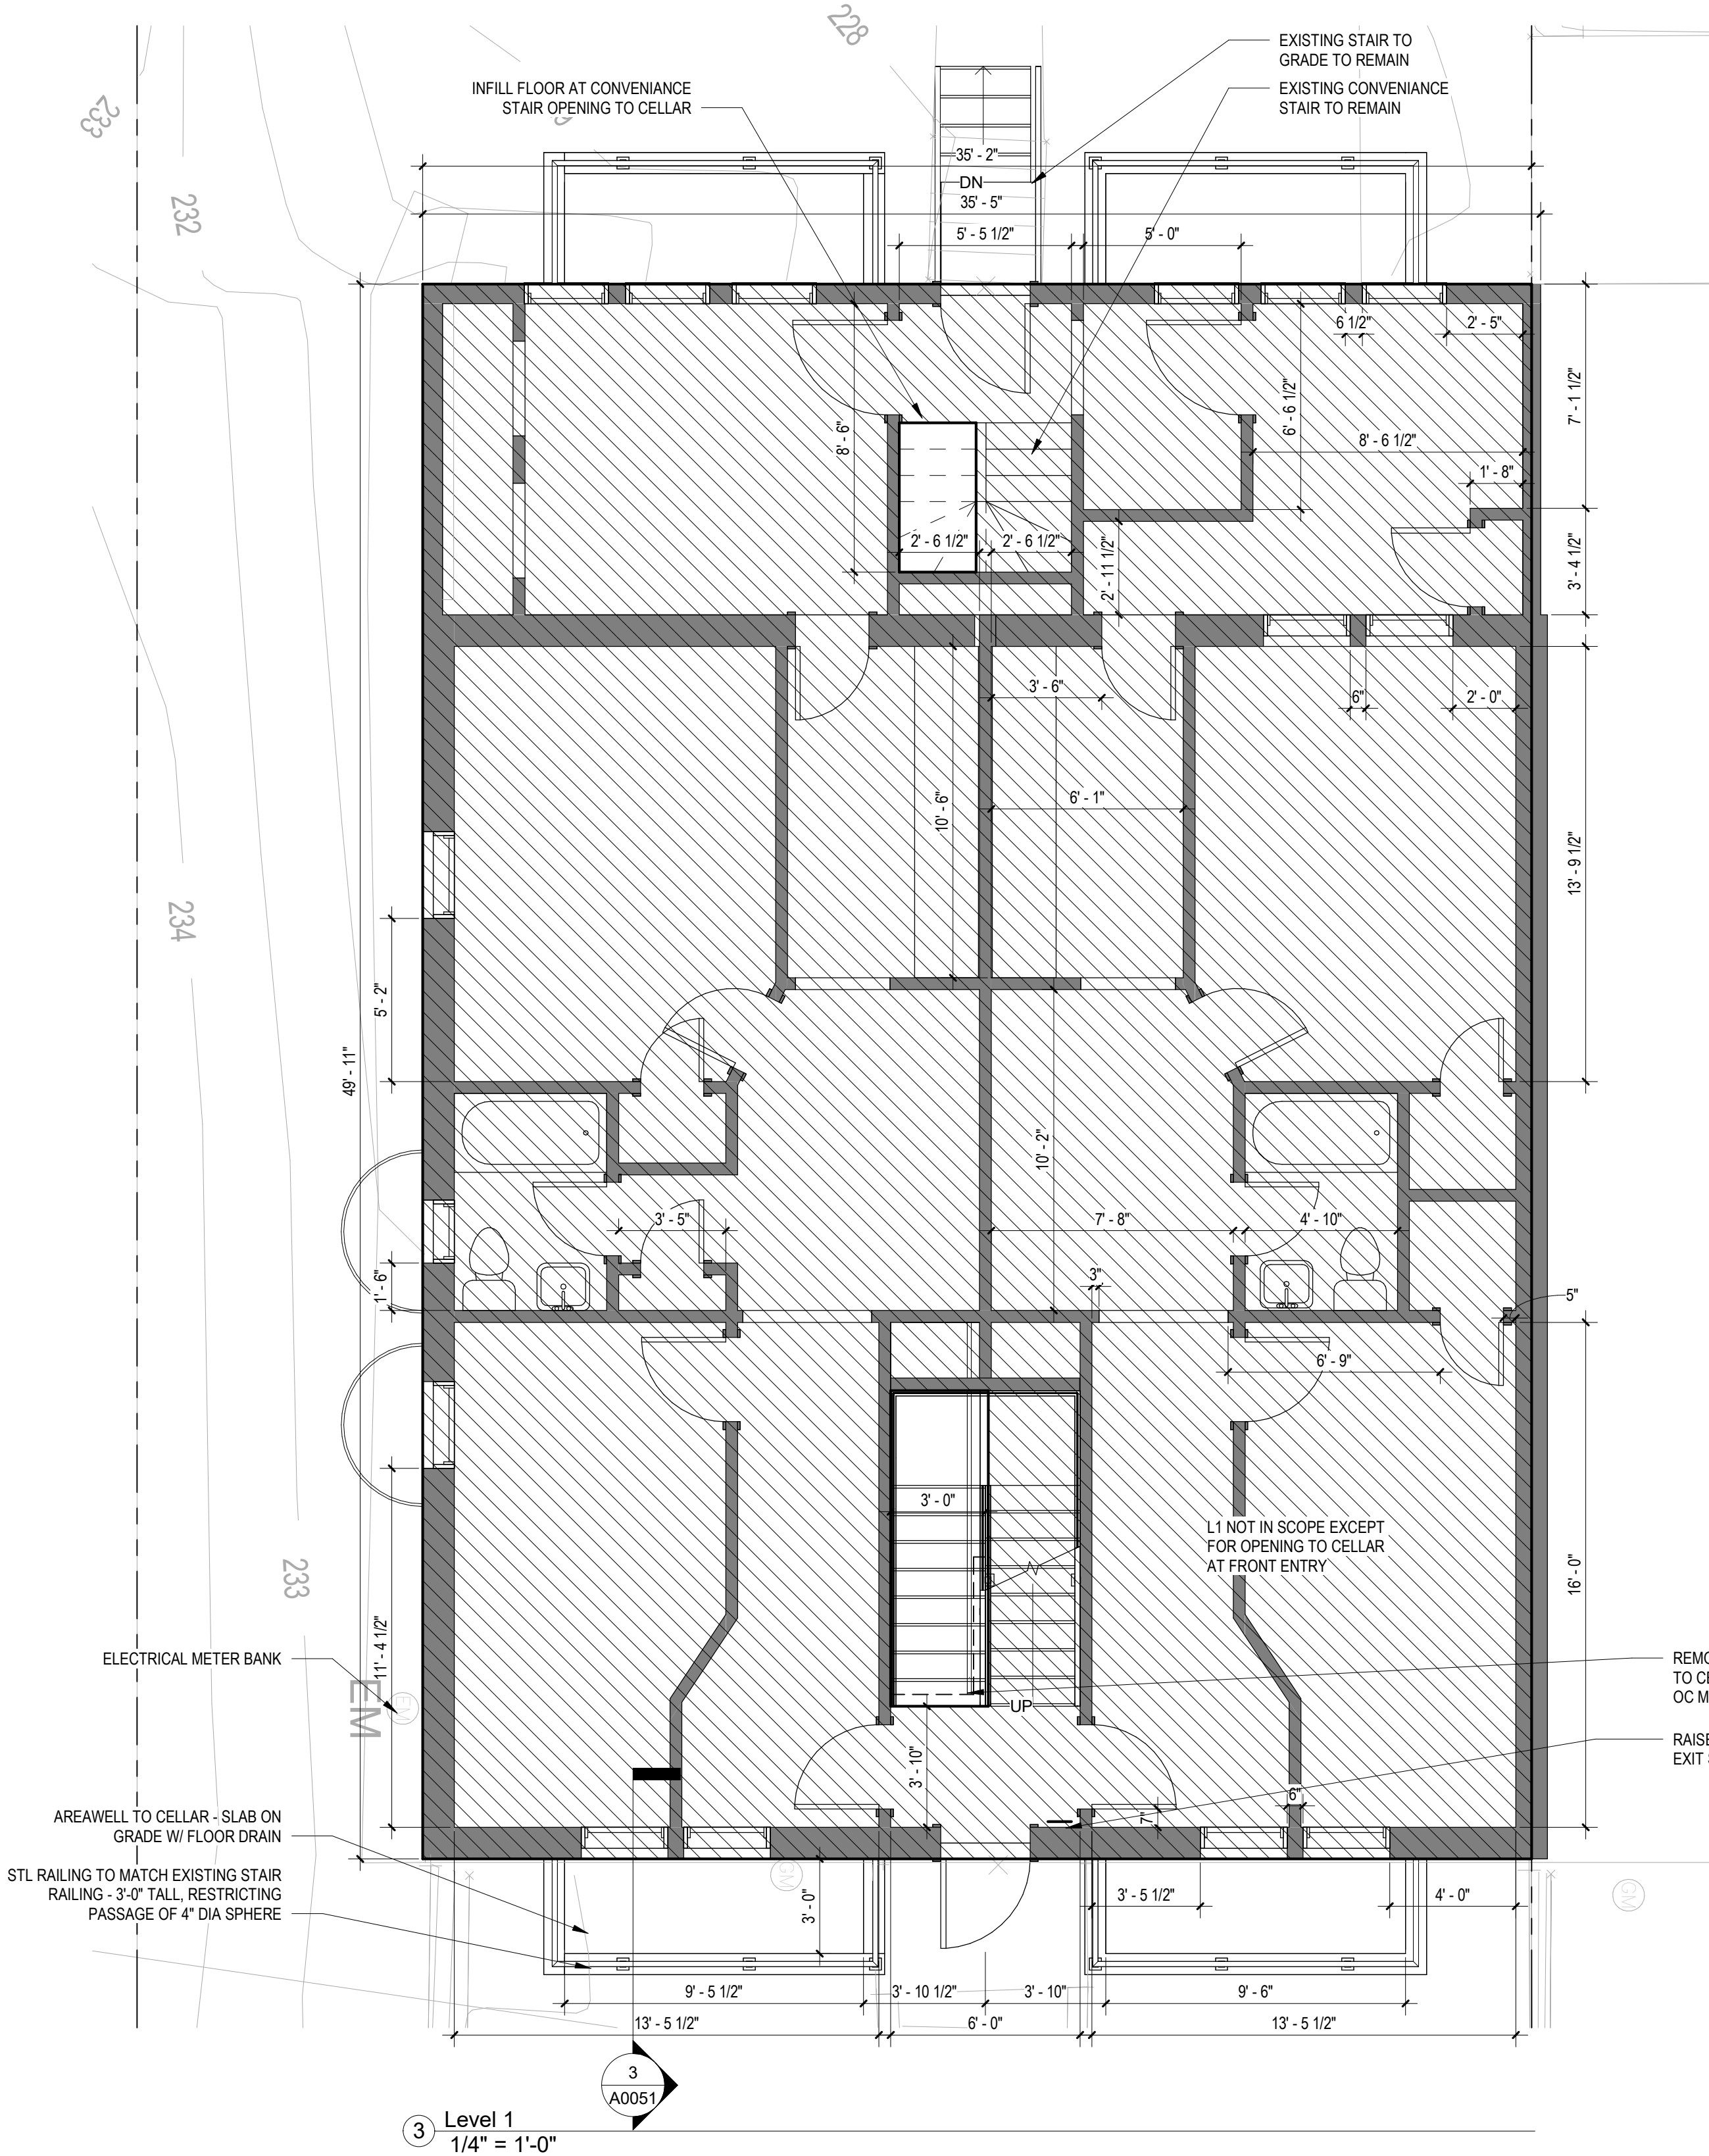 228
EXISTING STAIR TO
GRADE TO REMAIN
INFILL FLOOR AT CONVENIANCE
STAIR OPENING TO CELLAR
EXISTING CONVENIANCE
STAIR TO REMAIN
233
35' - 2"
DN
35' - 5"
232
5' - 5 1/2"
5' - 0"
6 1/2"
2' - 5"
7' - 1 1/2"
6' - 6 1/2"
8' - 6"
8' - 6 1/2"
1' - 8"
2' - 6 1/2"
2' - 6 1/2"
2' - 11 1/2"
3' - 4 1/2"
3' - 6"
6"
2' - 0"
10' - 6"
6' - 1"
13' - 9 1/2"
234
5' - 2"
49' - 11"
10' - 2"
3' - 5"
7' - 8"
4' - 10"
1' - 6"
3"
5"
6' - 9"
3' - 0"
L1 NOT IN SCOPE EXCEPT
FOR OPENING TO CELLAR
AT FRONT ENTRY
233
16' - 0"
11' - 4 1/2"
ELECTRICAL METER BANK
EM
EM
UP
REMO
TO CE
OC M
RAISE
EXIT
3' - 10"
6"
7"
AREAWELL TO CELLAR - SLAB ON
GRADE W/ FLOOR DRAIN
STL RAILING TO MATCH EXISTING STAIR
RAILING - 3'-0" TALL, RESTRICTING
PASSAGE OF 4" DIA SPHERE
GM
GM
3' - 0"
3' - 5 1/2"
4' - 0"
9' - 5 1/2"
3' - 10 1/2"
3' - 10"
9' - 6"
13' - 5 1/2"
6' - 0"
13' - 5 1/2"
3
A0051
3
Level 1
1/4" = 1'-0"